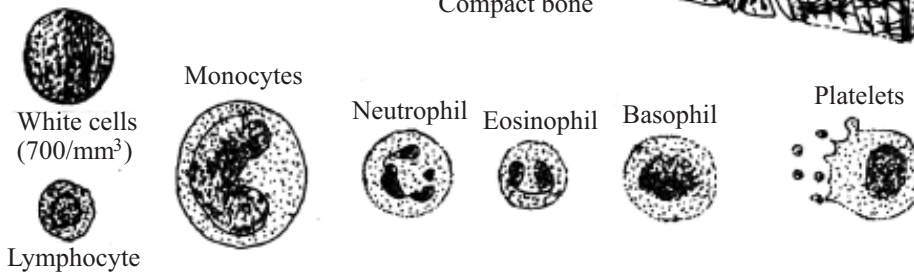 Compact bone
Monocytes
Neutrophil
Eosinophil
Basophil
Platelets
White cells
(700/mm³)
Lymphocyte